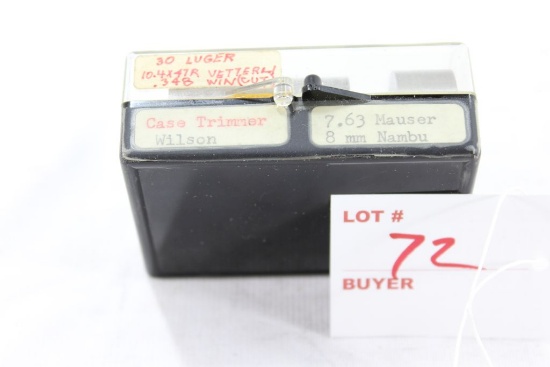 30 LUGER
10.4X47R VETTERLI
.348 WIN(CUT)
Case Trimmer
Wilson
7.63 Mauser
8 mm Nambu
LOT #
72
BUYER